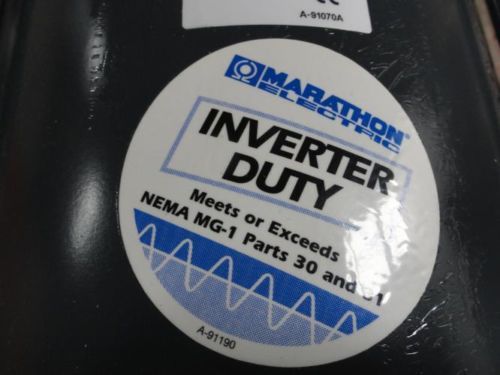 A-91070A
MARATHON®
ELECTRIC
INVERTER
DUTY
Meets or Exceeds
NEMA MG-1 Parts 30 and
A-91190